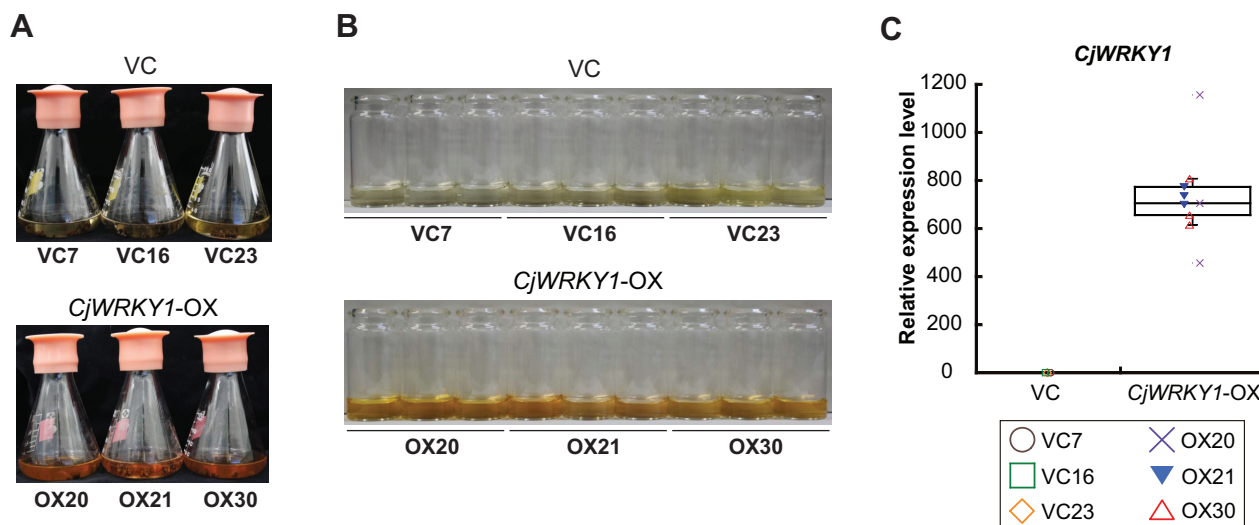 A
VC
VC7 VC16 VC23
CjWRKY1-OX
OX20 OX21 OX30
B
VC
VC7 VC16 VC23
CjWRKY1-OX
OX20 OX21 OX30
C
CjWRKY1
Relative expression level
1200
1000
800
600
400
200
0
VC CjWRKY1-OX
VC7 OX20
VC16 OX21
VC23 OX30